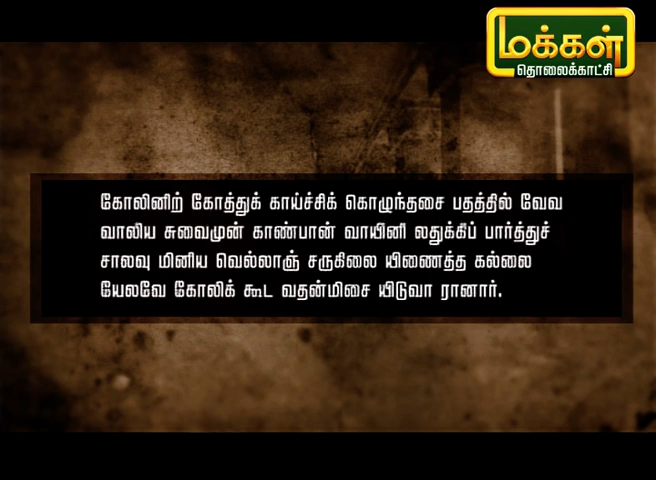 மக்கள்
தொலைக்காட்சி
கோலினிற் கோத்துக் காய்ச்சிக் கொழுந்தசை பதத்தில் வேவ
வாலிய சுவைமுன் காண்பான் வாயினி லதுக்கிப் பார்த்துச்
சாலவு மினிய வெல்லாஞ் சருகிலை யிணைத்த கல்லை
யேலவே கோலிக் கூட வதன்மிசை யிடுவா ரானார்.